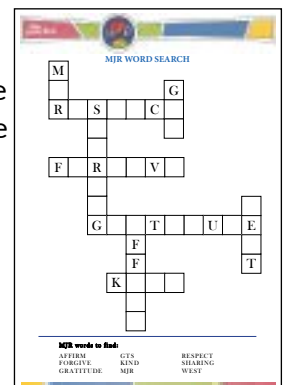 MJR WORD SEARCH
M
G
R S C
F R V
G T U E
F
F T
K
MJR words to find:
AFFIRM GTS RESPECT
FORGIVE KIND SHARING
GRATITUDE MJR WEST
e
e